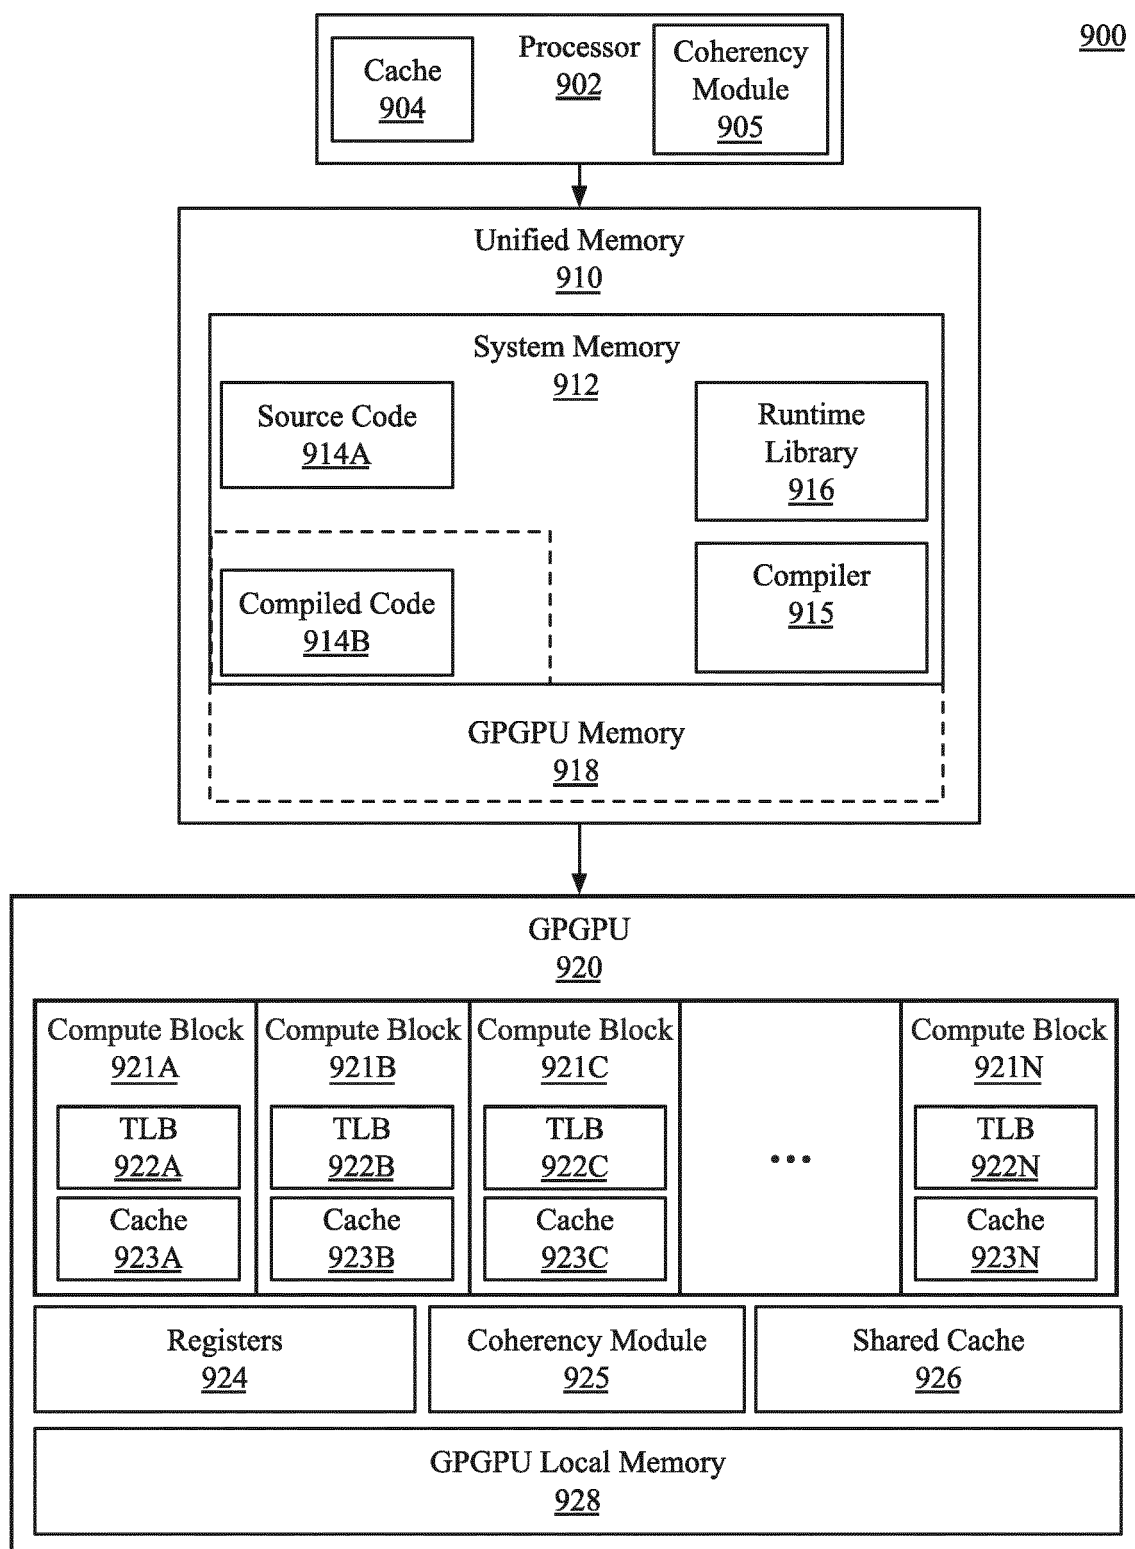 900
Processor
902
Cache
904
Coherency
Module
905
Unified Memory
910
System Memory
912
Source Code
914A
Runtime
Library
916
Compiled Code
914B
Compiler
915
GPGPU Memory
918
GPGPU
920
Compute Block
921A
TLB
922A
Cache
923A
Compute Block
921B
TLB
922B
Cache
923B
Compute Block
921C
TLB
922C
Cache
923C
...
Compute Block
921N
TLB
922N
Cache
923N
Registers
924
Coherency Module
925
Shared Cache
926
GPGPU Local Memory
928